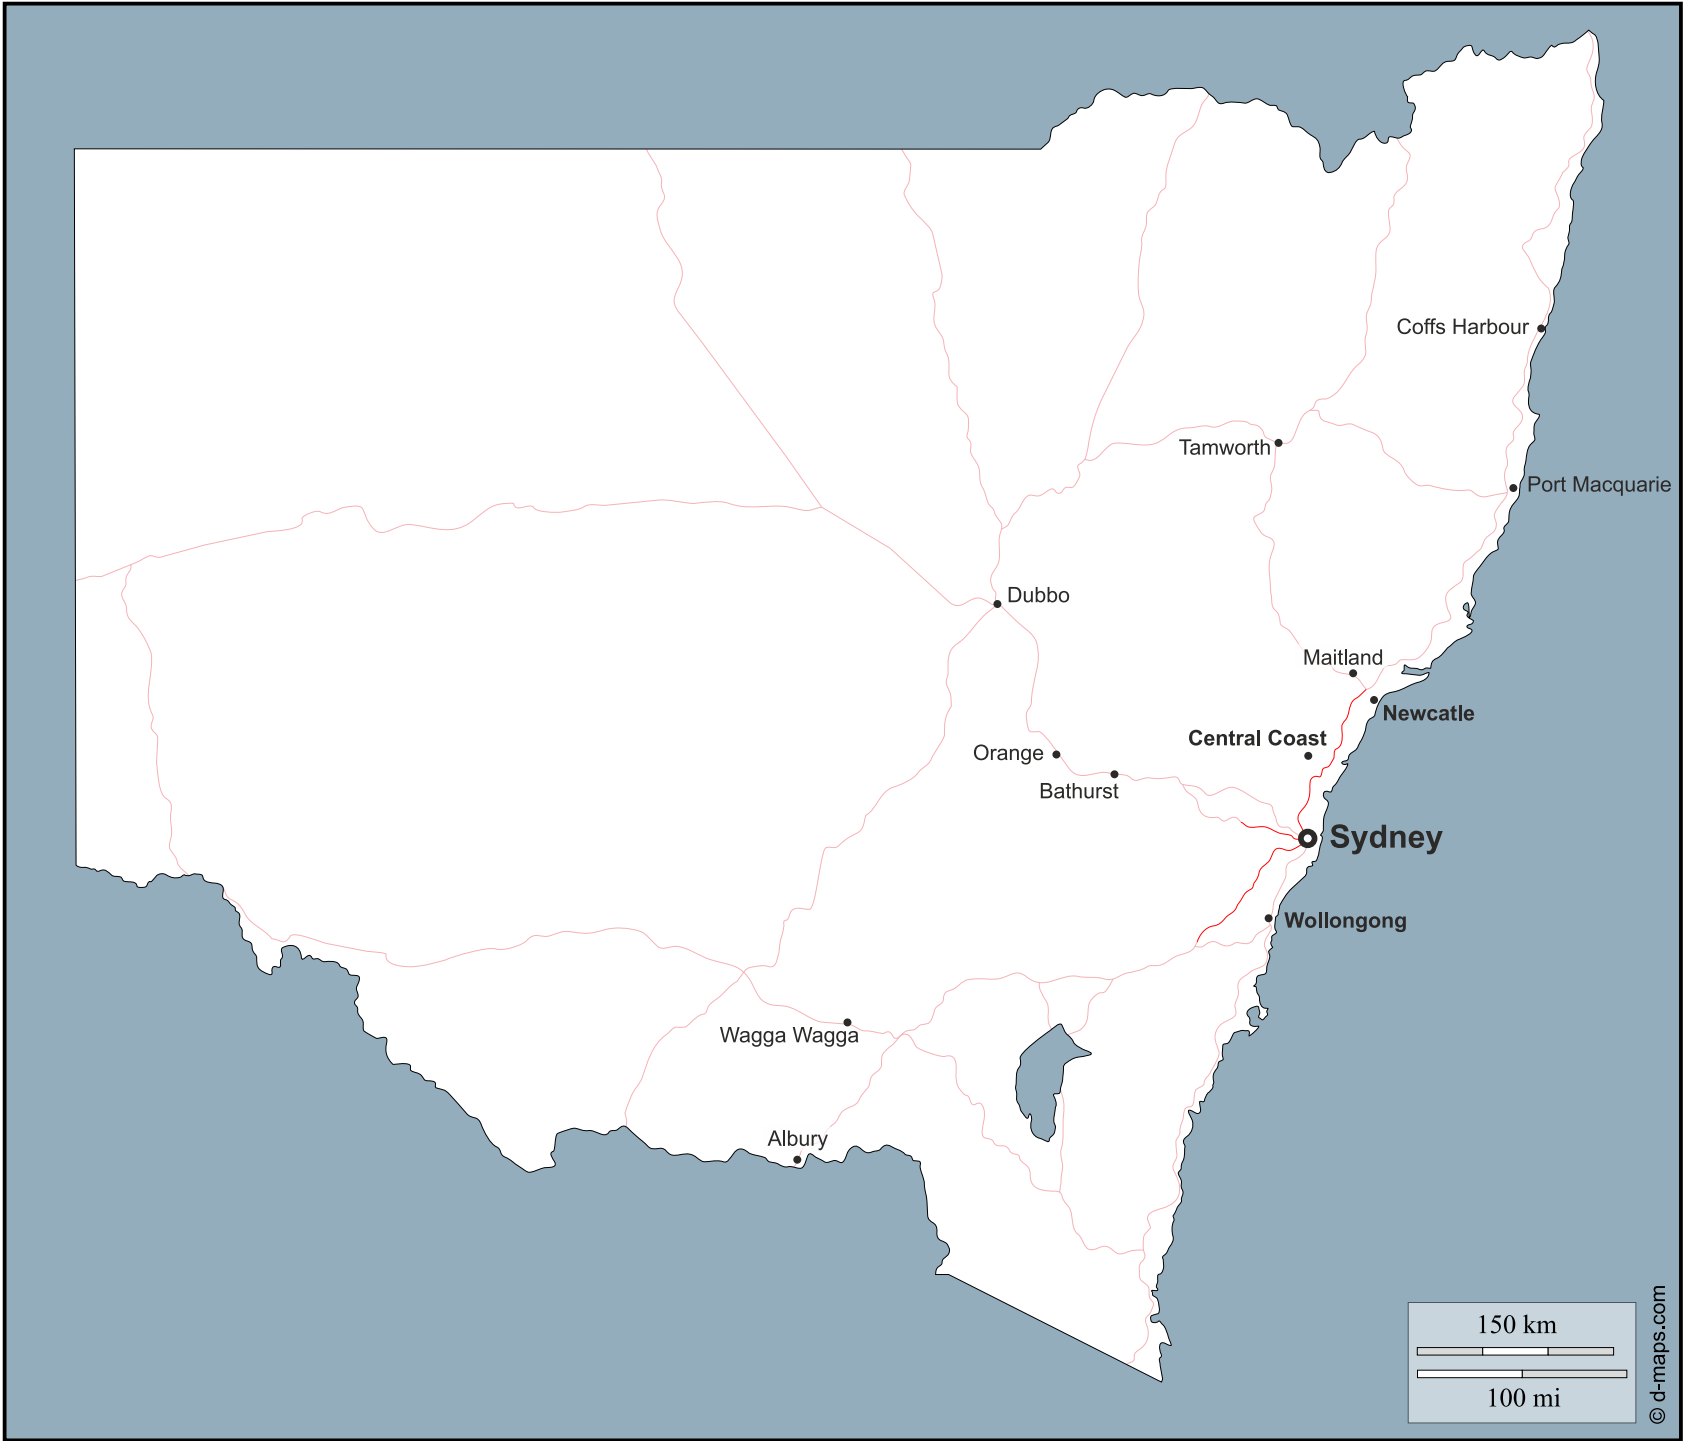 Coffs Harbour
Tamworth
Port Macquarie
Dubbo
Maitland
Newcatle
Central Coast
Orange
Bathurst
Sydney
Wollongong
Wagga Wagga
Albury
150 km
100 mi
© d-maps.com